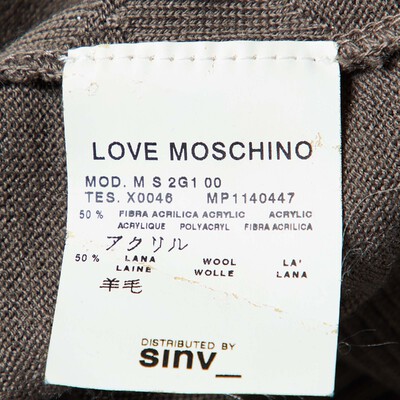 LOVE MOSCHINO
MOD. M S 2G1 00
TES. X0046 MP1140447
50 % FIBRA ACRILICA ACRYLIC ACRYLIC
ACRYLIQUE POLYACRYL FIBRA ACRILICA
アクリル
50 % LANA WOOL LA'
LAINE WOLLE LANA
羊毛
DISTRIBUTED BY
sinv_